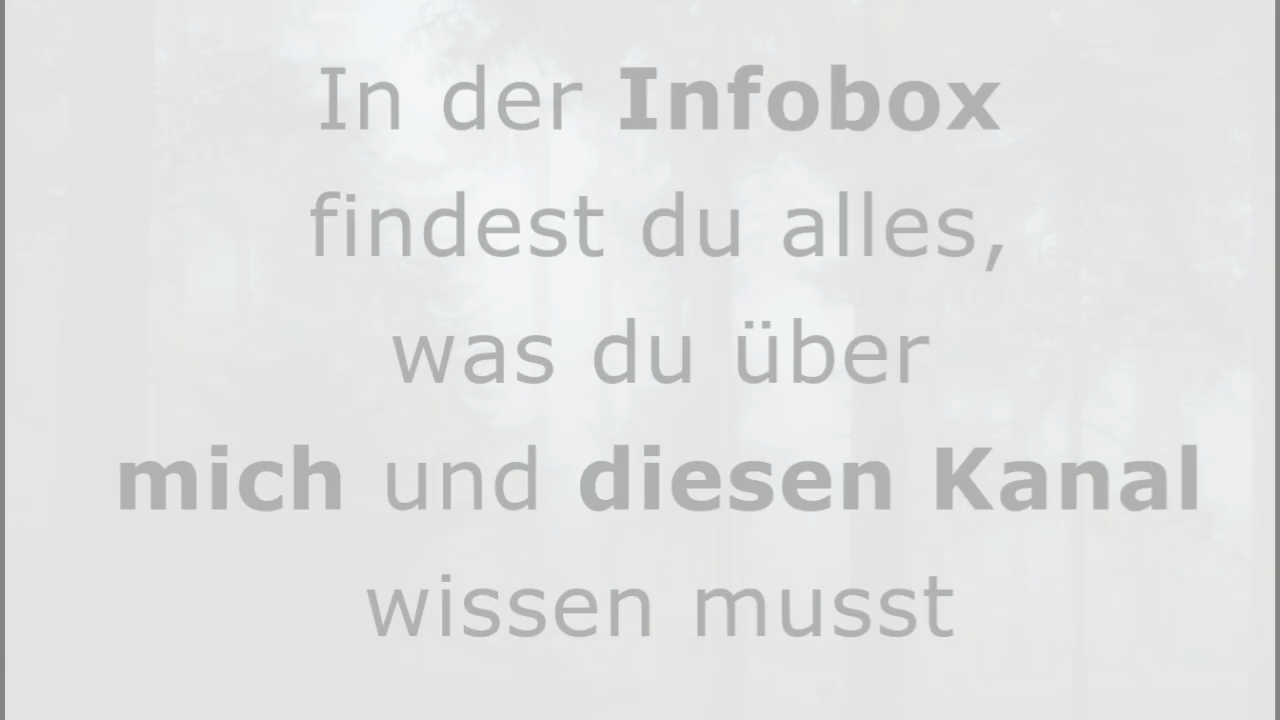 In der Infobox
findest du alles,
was du über
mich und diesen Kanal
wissen musst